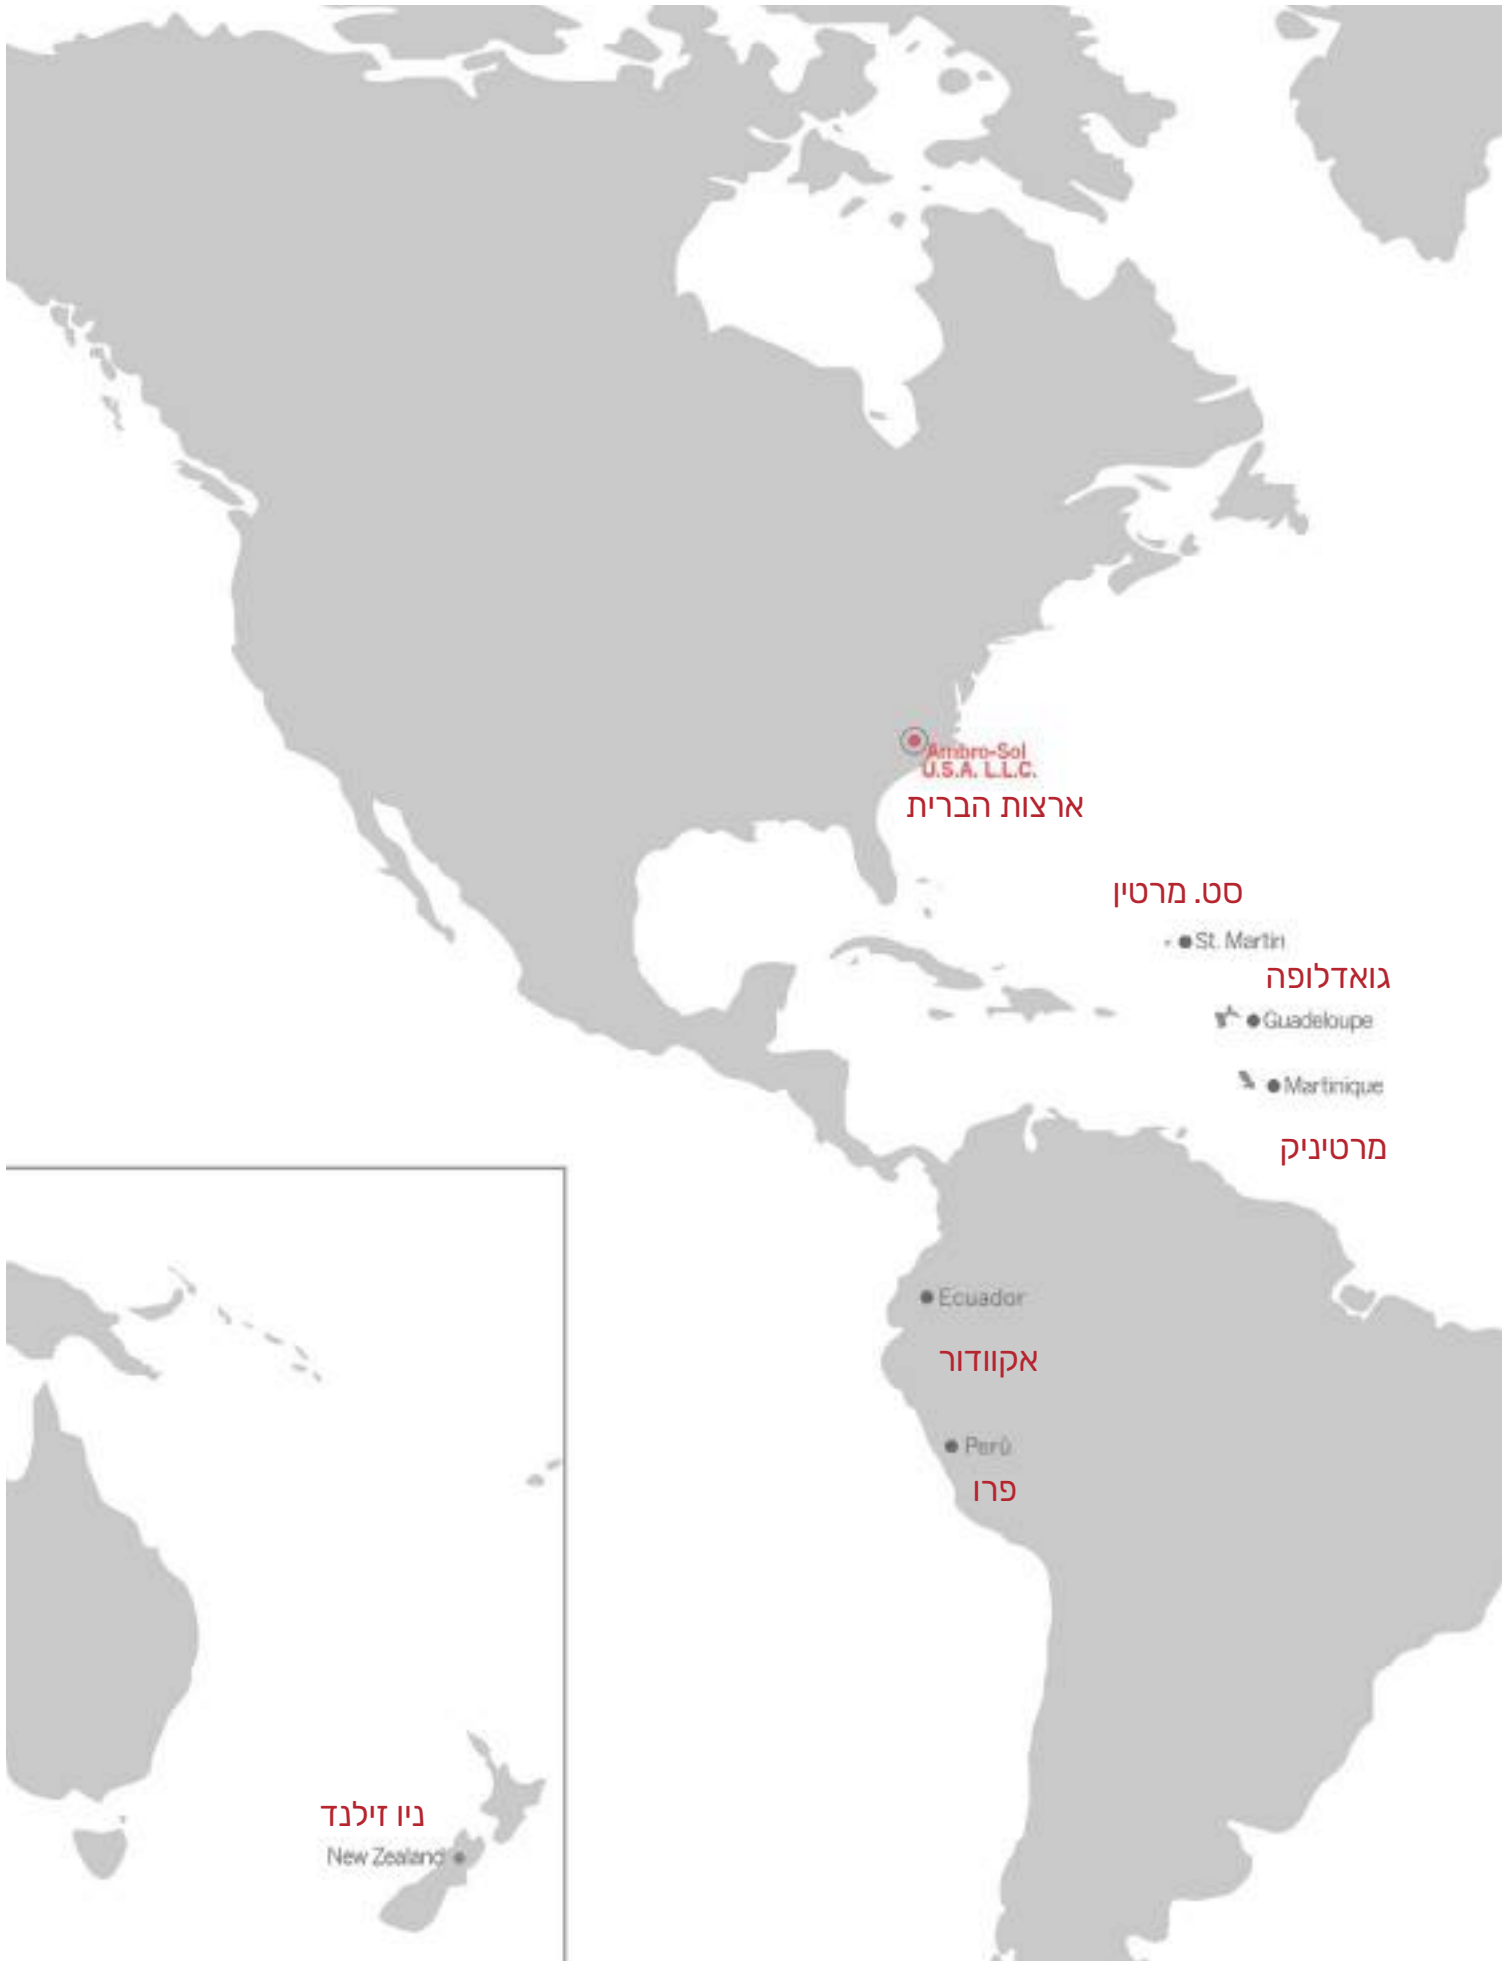 Ambro-Sol
U.S.A. L.L.C.
ארצות הברית
סט. מרטין
St. Martin
גואדלופה
Guadeloupe
Martinique
מרטיניק
Ecuador
אקוודור
Perù
פרו
ניו זילנד
New Zealand